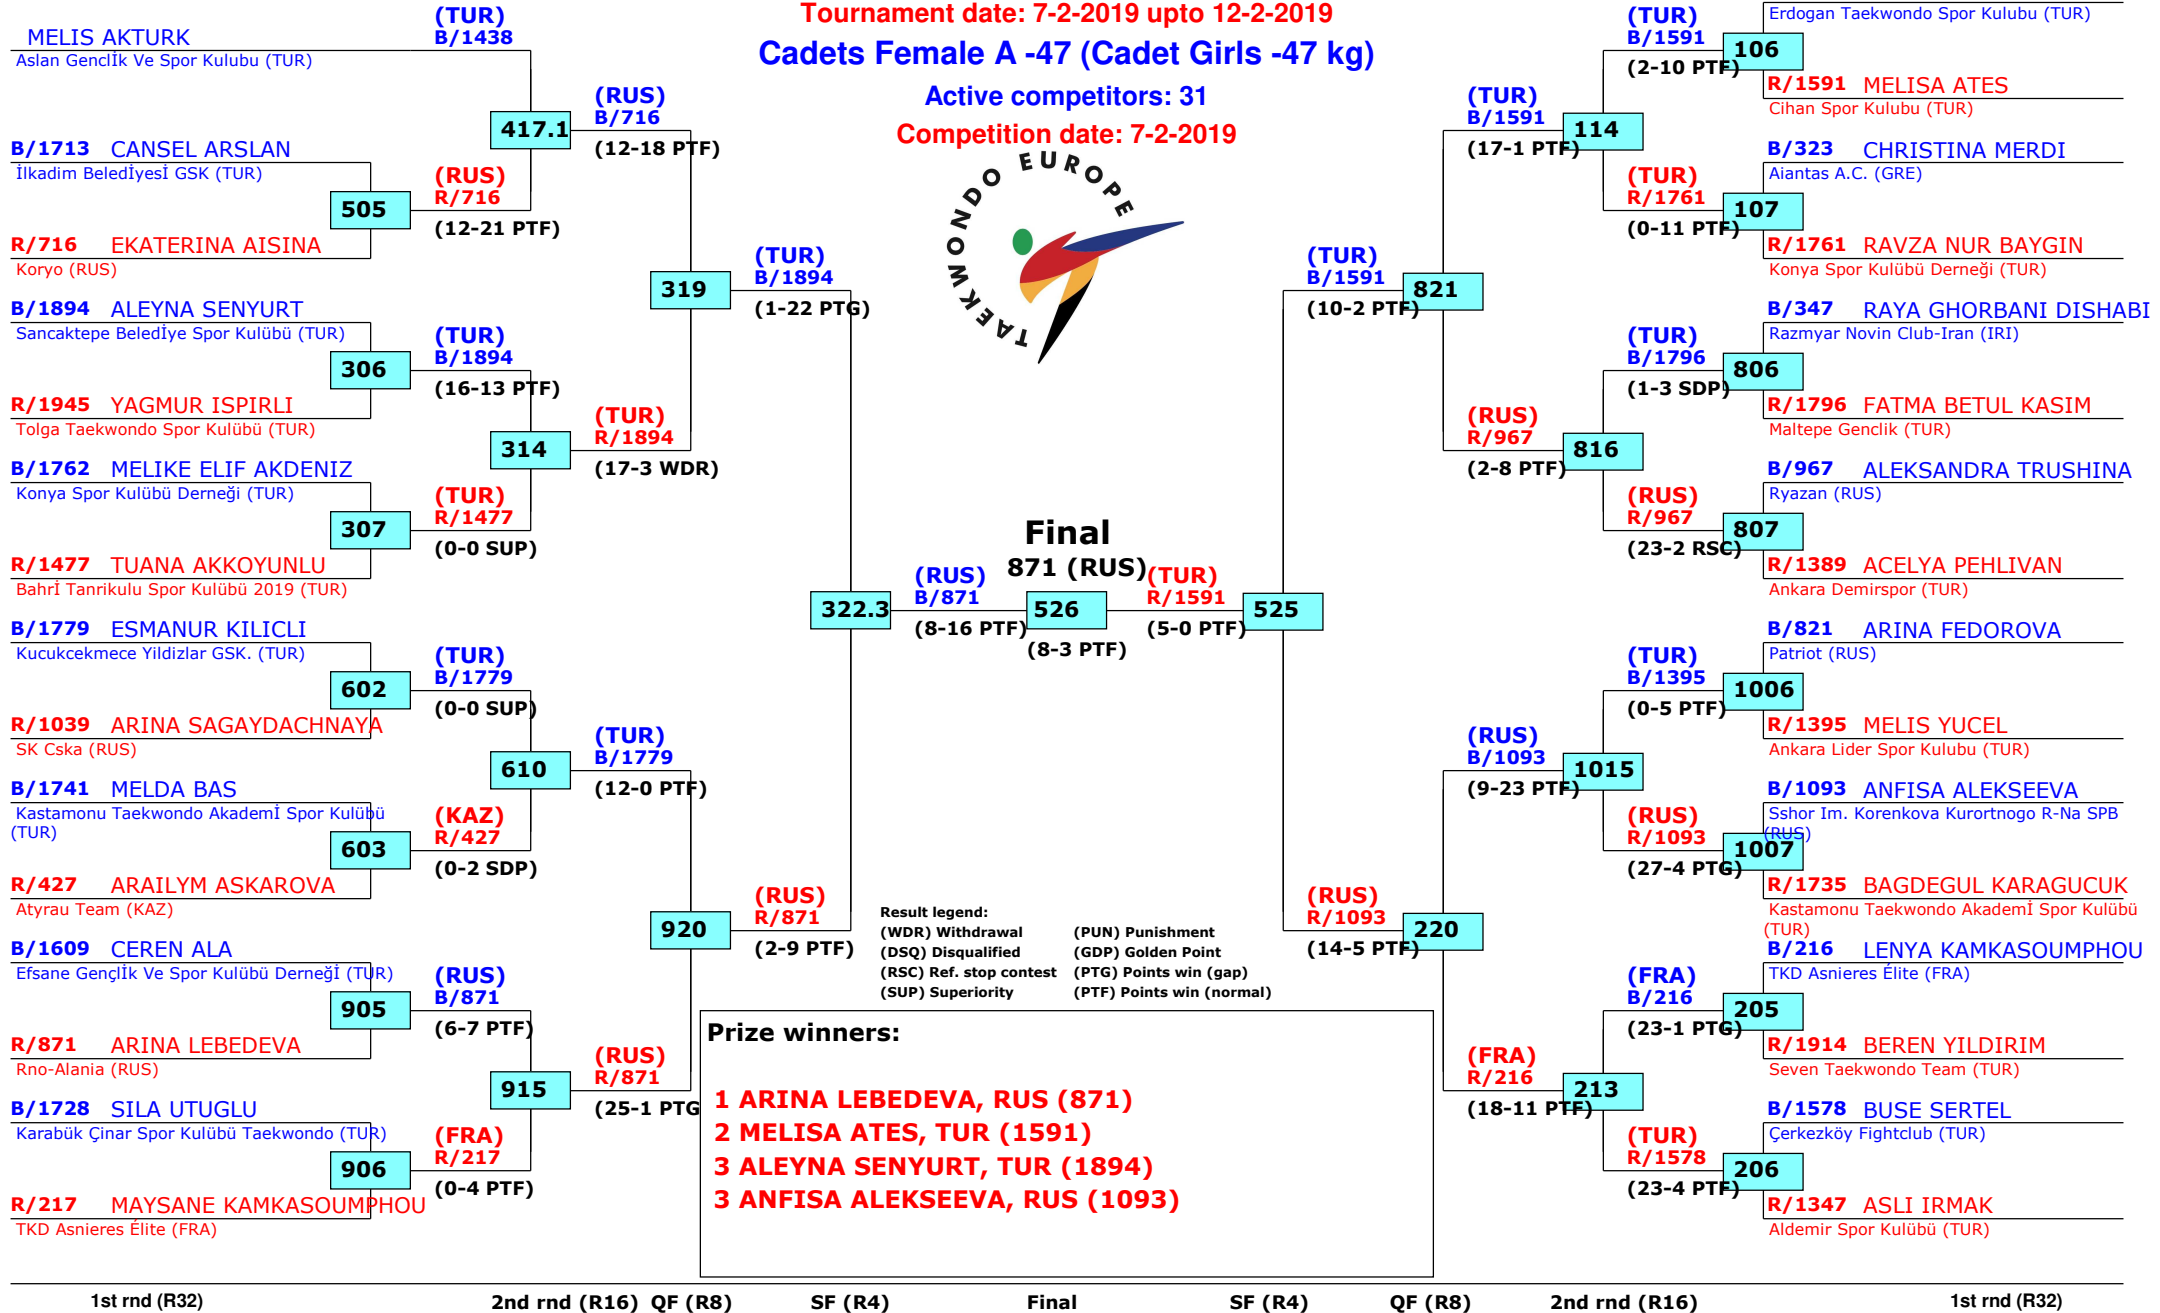 Tournament date: 7-2-2019 upto 12-2-2019
Cadets Female A -47 (Cadet Girls -47 kg)
Active competitors: 31
Competition date: 7-2-2019
TAEKWONDO EUROPE
MELIS AKTURK
Aslan Genclİk Ve Spor Kulubu (TUR)
(TUR)
B/1438
B/1713 CANSEL ARSLAN
İlkadim Beledİyesİ GSK (TUR)
505
R/716 EKATERINA AISINA
Koryo (RUS)
(RUS)
R/716
(12-21 PTF)
417.1
(RUS)
B/716
(12-18 PTF)
B/1894 ALEYNA SENYURT
Sancaktepe Beledİye Spor Kulübü (TUR)
306
R/1945 YAGMUR ISPIRLI
Tolga Taekwondo Spor Kulübü (TUR)
(TUR)
B/1894
(16-13 PTF)
B/1762 MELIKE ELIF AKDENIZ
Konya Spor Kulübü Derneği (TUR)
307
R/1477 TUANA AKKOYUNLU
Bahrİ Tanrikulu Spor Kulübü 2019 (TUR)
(TUR)
R/1477
(0-0 SUP)
314
(TUR)
R/1894
(17-3 WDR)
319
(TUR)
B/1894
(1-22 PTG)
B/1779 ESMANUR KILICLI
Kucukcekmece Yildizlar GSK. (TUR)
602
R/1039 ARINA SAGAYDACHNAYA
SK Cska (RUS)
(TUR)
B/1779
(0-0 SUP)
B/1741 MELDA BAS
Kastamonu Taekwondo Akademİ Spor Kulübü
(TUR)
603
R/427 ARAILYM ASKAROVA
Atyrau Team (KAZ)
(KAZ)
R/427
(0-2 SDP)
610
(TUR)
B/1779
(12-0 PTF)
B/1609 CEREN ALA
Efsane Gençlİk Ve Spor Kulübü Derneğİ (TUR)
905
R/871 ARINA LEBEDEVA
Rno-Alania (RUS)
(RUS)
B/871
(6-7 PTF)
B/1728 SILA UTUGLU
Karabük Çinar Spor Kulübü Taekwondo (TUR)
906
R/217 MAYSANE KAMKASOUMPHOU
TKD Asnieres Élite (FRA)
(FRA)
R/217
(0-4 PTF)
915
(RUS)
R/871
(25-1 PTG
920
(RUS)
R/871
(2-9 PTF)
322.3
(RUS)
B/871
(8-16 PTF)
Final
871 (RUS)
526
(8-3 PTF)
(TUR)
R/1591
(5-0 PTF)
525
(TUR)
B/1591
(10-2 PTF)
821
(TUR)
B/1591
(17-1 PTF)
114
(TUR)
B/1591
(2-10 PTF)
Erdogan Taekwondo Spor Kulubu (TUR)
106
R/1591 MELISA ATES
Cihan Spor Kulubu (TUR)
(TUR)
R/1761
(0-11 PTF)
B/323 CHRISTINA MERDI
Aiantas A.C. (GRE)
107
R/1761 RAVZA NUR BAYGIN
Konya Spor Kulübü Derneği (TUR)
(RUS)
R/967
(2-8 PTF)
816
(TUR)
B/1796
(1-3 SDP)
B/347 RAYA GHORBANI DISHABI
Razmyar Novin Club-Iran (IRI)
806
R/1796 FATMA BETUL KASIM
Maltepe Genclik (TUR)
(RUS)
R/967
(23-2 RSC)
B/967 ALEKSANDRA TRUSHINA
Ryazan (RUS)
807
R/1389 ACELYA PEHLIVAN
Ankara Demirspor (TUR)
(RUS)
R/1093
(14-5 PTF)
220
(RUS)
B/1093
(9-23 PTF)
1015
(TUR)
B/1395
(0-5 PTF)
B/821 ARINA FEDOROVA
Patriot (RUS)
1006
R/1395 MELIS YUCEL
Ankara Lider Spor Kulubu (TUR)
(RUS)
R/1093
(27-4 PTG)
B/1093 ANFISA ALEKSEEVA
Sshor Im. Korenkova Kurortnogo R-Na SPB
(RUS)
1007
R/1735 BAGDEGUL KARAGUCUK
Kastamonu Taekwondo Akademİ Spor Kulübü
(TUR)
(FRA)
R/216
(18-11 PTF)
213
(FRA)
B/216
(23-1 PTG)
B/216 LENYA KAMKASOUMPHOU
TKD Asnieres Élite (FRA)
205
R/1914 BEREN YILDIRIM
Seven Taekwondo Team (TUR)
(TUR)
R/1578
(23-4 PTF)
B/1578 BUSE SERTEL
Çerkezköy Fightclub (TUR)
206
R/1347 ASLI IRMAK
Aldemir Spor Kulübü (TUR)
Result legend:
(WDR) Withdrawal (PUN) Punishment
(DSQ) Disqualified (GDP) Golden Point
(RSC) Ref. stop contest (PTG) Points win (gap)
(SUP) Superiority (PTF) Points win (normal)
Prize winners:
1 ARINA LEBEDEVA, RUS (871)
2 MELISA ATES, TUR (1591)
3 ALEYNA SENYURT, TUR (1894)
3 ANFISA ALEKSEEVA, RUS (1093)
1st rnd (R32) 2nd rnd (R16) QF (R8) SF (R4) Final SF (R4) QF (R8) 2nd rnd (R16) 1st rnd (R32)